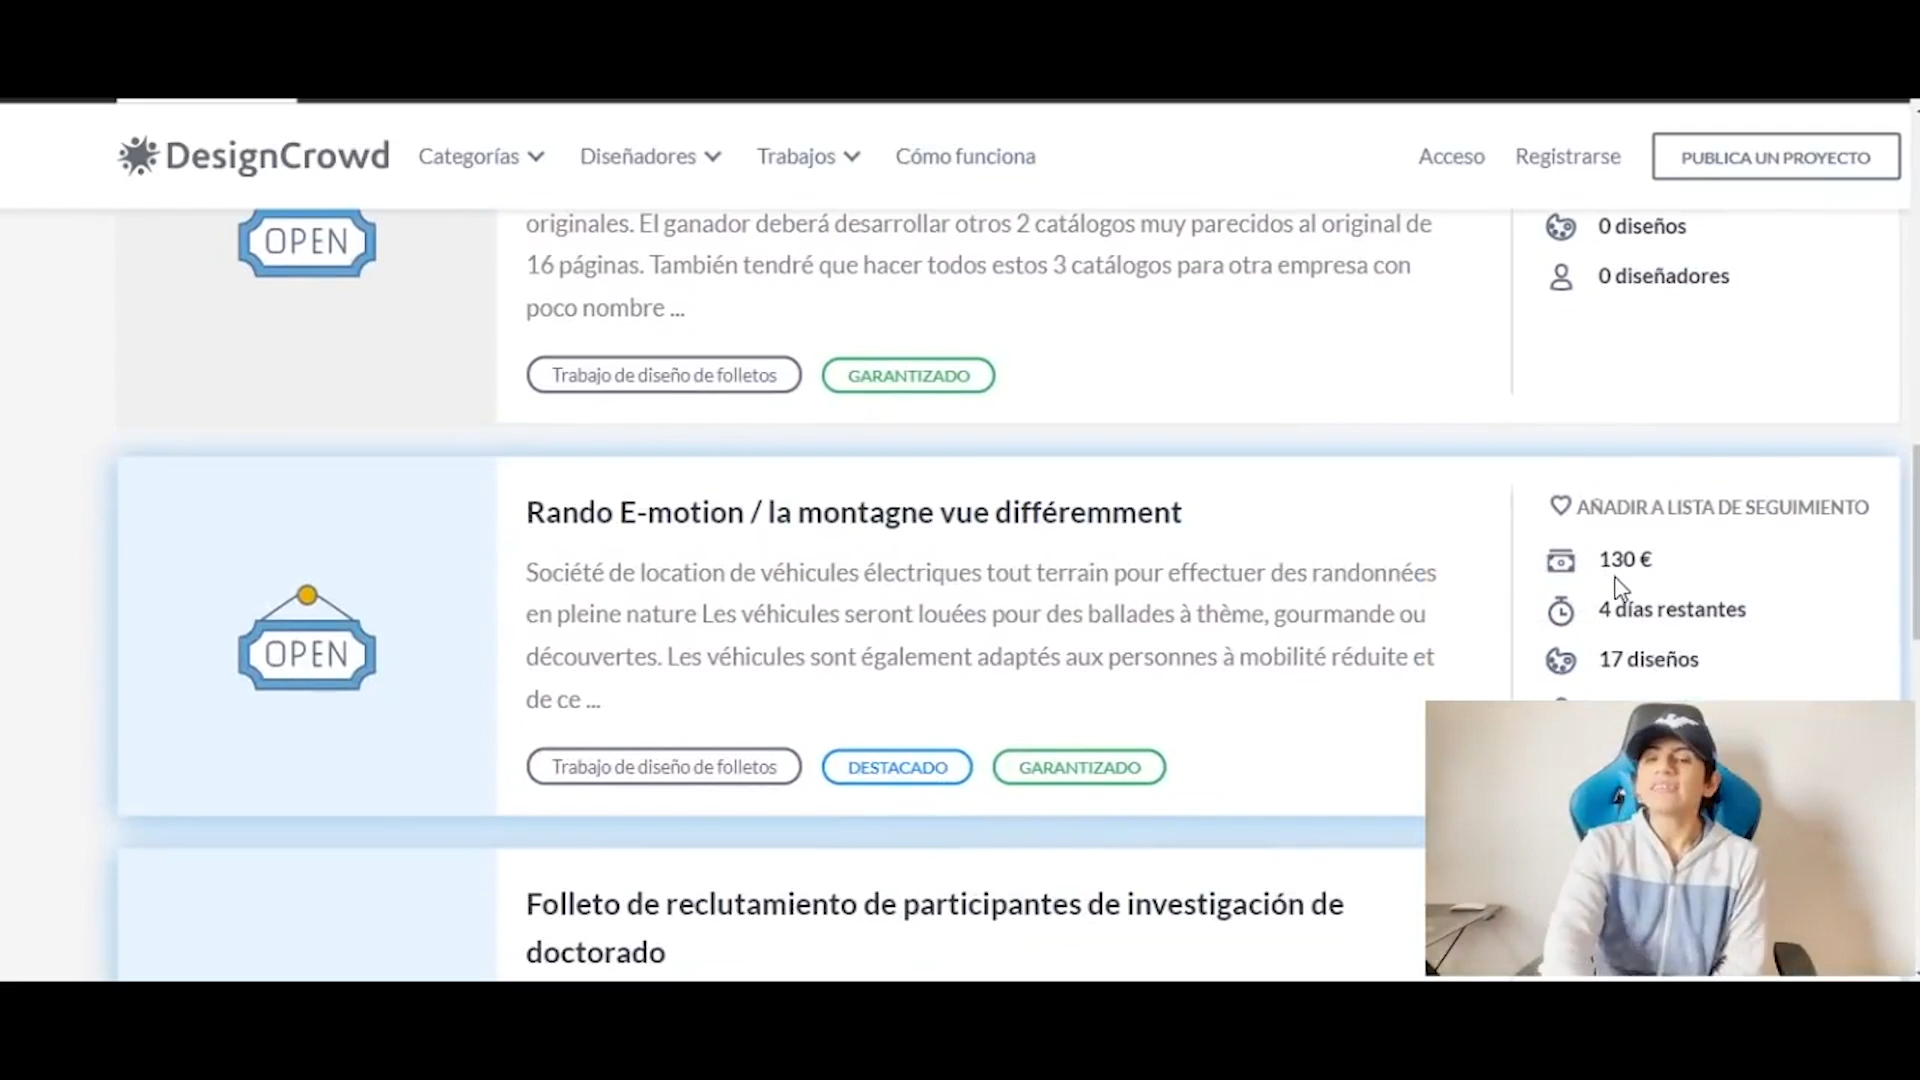 DesignCrowd Categorías Diseñadores Trabajos Cómo funciona Acceso Registrarse PUBLICA UN PROYECTO
OPEN
originales. El ganador deberá desarrollar otros 2 catálogos muy parecidos al original de
16 páginas. También tendré que hacer todos estos 3 catálogos para otra empresa con
poco nombre ...
Trabajo de diseño de folletos GARANTIZADO
0 diseños
0 diseñadores
OPEN
Rando E-motion / la montagne vue différemment
Société de location de véhicules électriques tout terrain pour effectuer des randonnées
en pleine nature Les véhicules seront louées pour des ballades à thème, gourmande ou
découvertes. Les véhicules sont également adaptés aux personnes à mobilité réduite et
de ce ...
Trabajo de diseño de folletos DESTACADO GARANTIZADO
AÑADIR A LISTA DE SEGUIMIENTO
130 €
4 días restantes
17 diseños
Folleto de reclutamiento de participantes de investigación de
doctorado